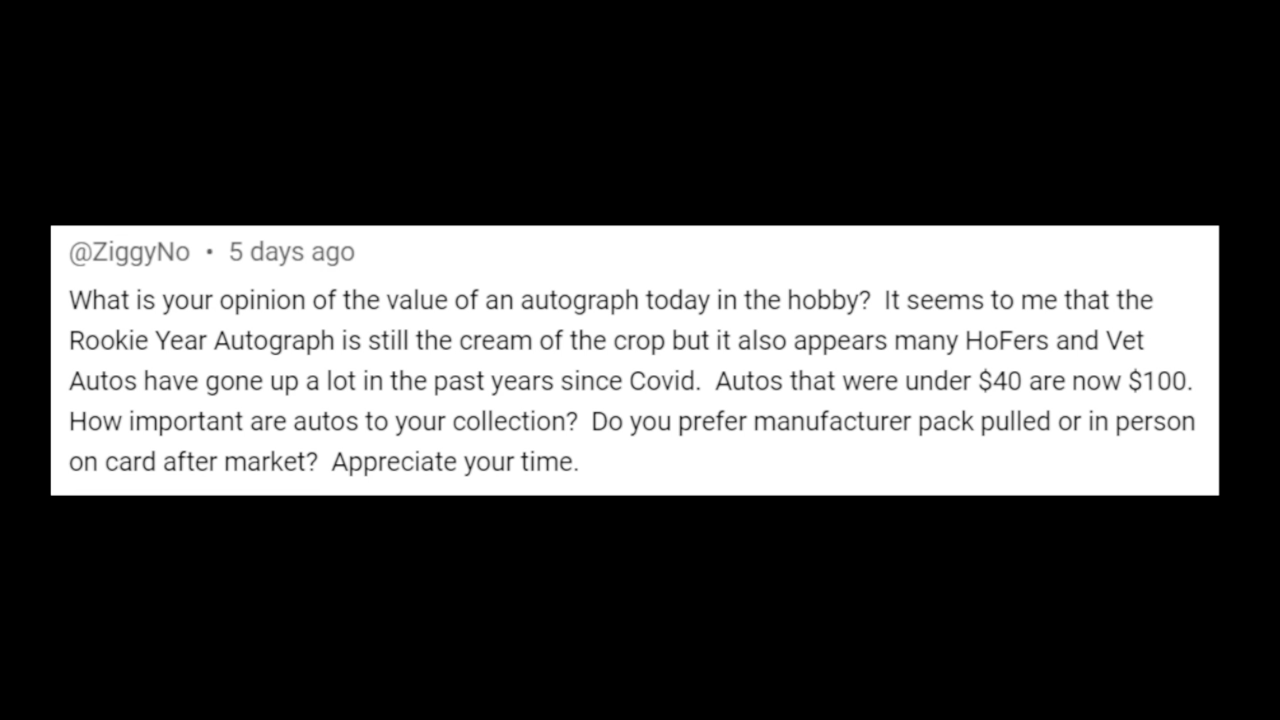 @ZiggyNo • 5 days ago
What is your opinion of the value of an autograph today in the hobby?  It seems to me that the
Rookie Year Autograph is still the cream of the crop but it also appears many HoFers and Vet
Autos have gone up a lot in the past years since Covid.  Autos that were under $40 are now $100.
How important are autos to your collection?  Do you prefer manufacturer pack pulled or in person
on card after market?  Appreciate your time.